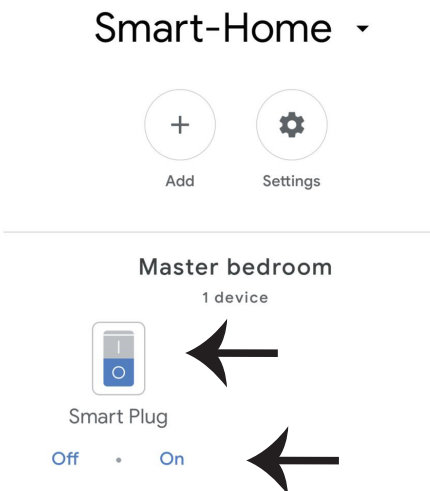 Smart-Home
Add Settings
Master bedroom
1 device
Smart Plug
Off • On